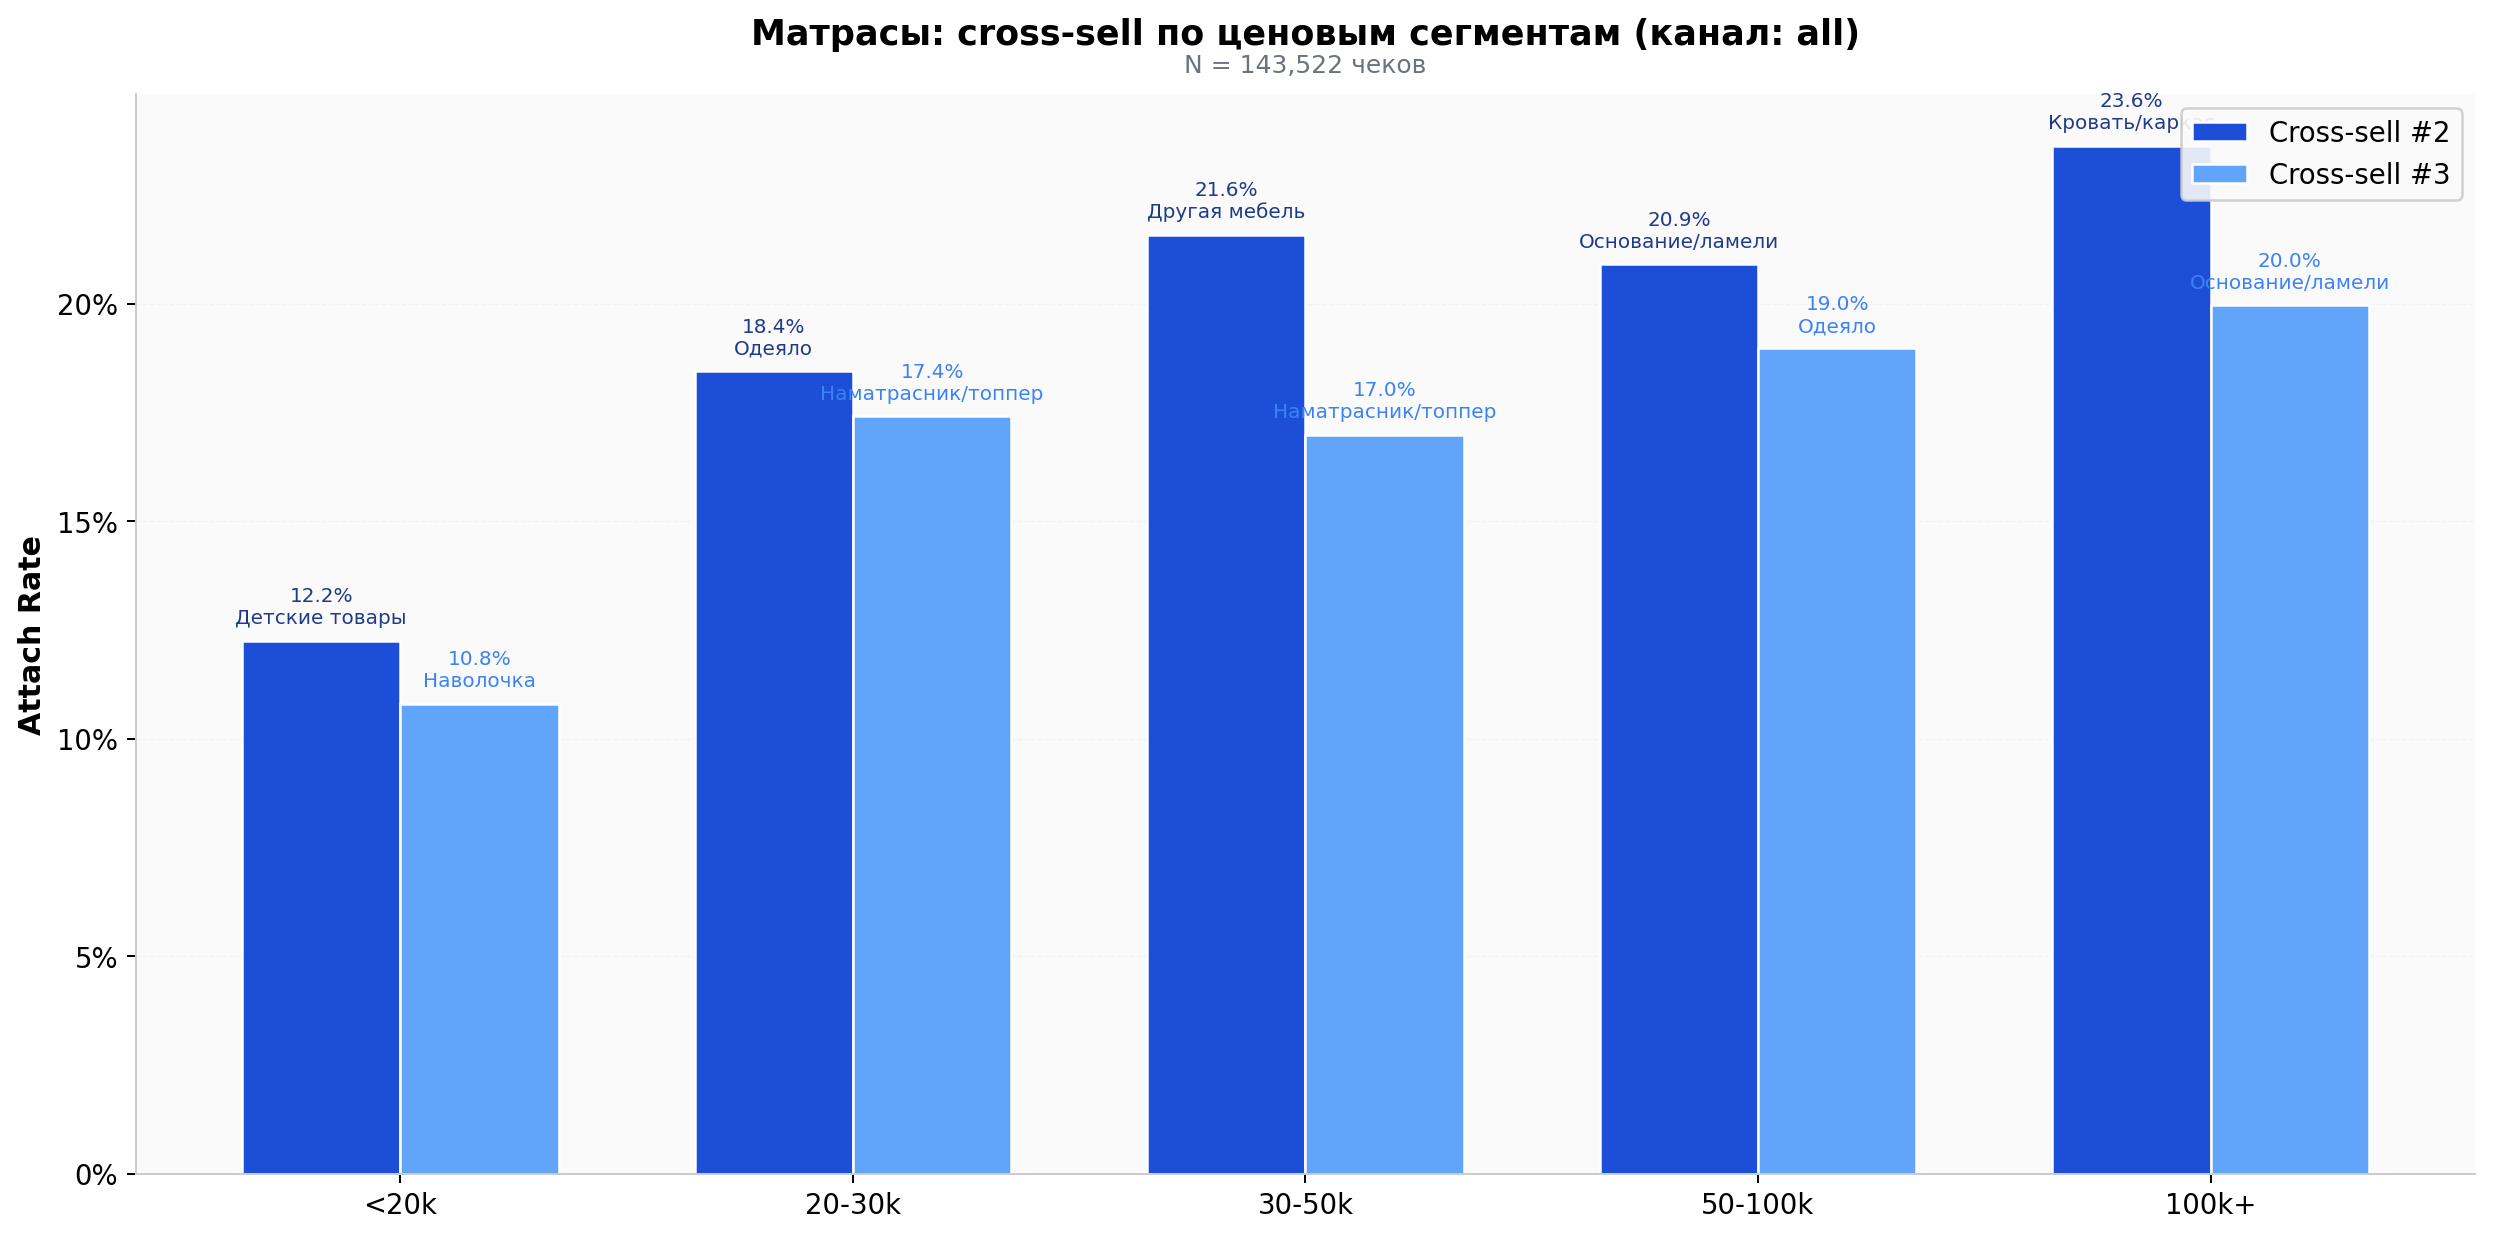 Матрасы: cross-sell по ценовым сегментам (канал: all)
N = 143,522 чеков
23.6%
Cross-sell #2
Cross-sell #3
21.6%
Другая мебель
20.9%
Основание/ламели
20.0%
Основание/ламели
20%
18.4%
Одеяло
19.0%
Одеяло
17.4%
Наматрасник/топпер
17.0%
Наматрасник/топпер
15%
12.2%
Детские товары
10.8%
Наволочка
10%
5%
0%
Attach Rate
<20k
20-30k
30-50k
50-100k
100k+